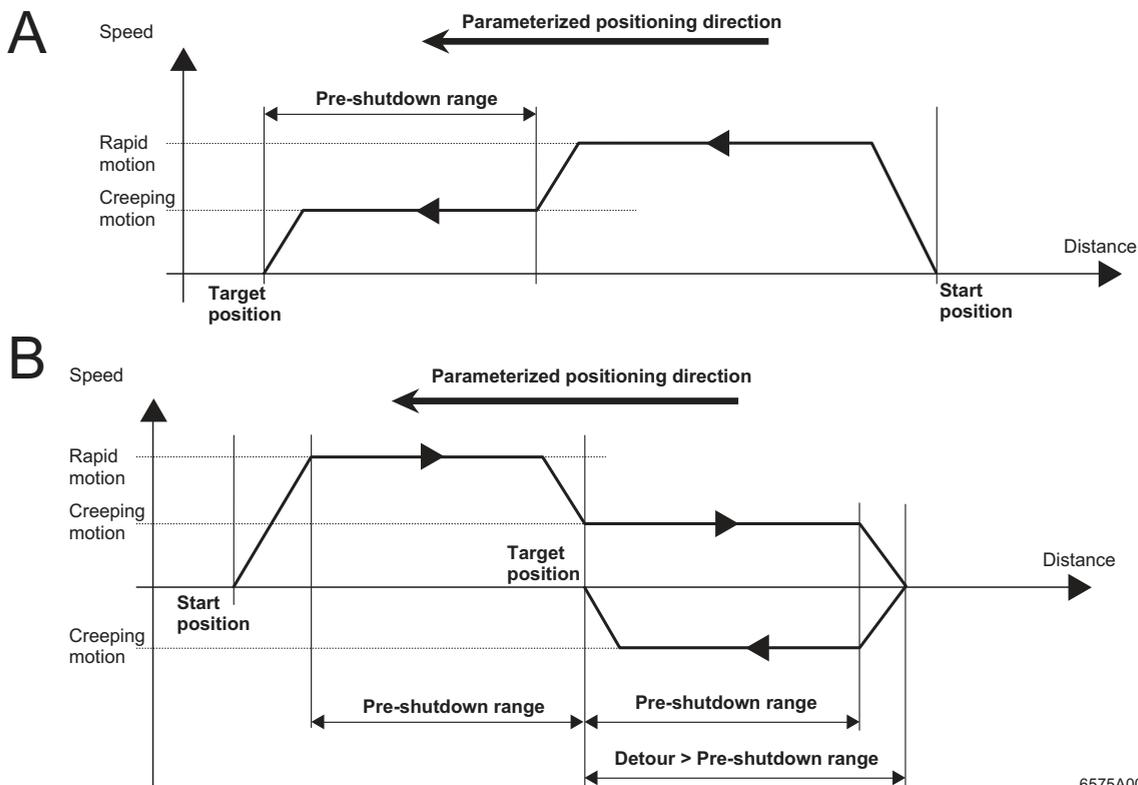 A
Parameterized positioning direction
Speed
Pre-shutdown range
Rapid
motion
Creeping
motion
Distance
Target
position
Start
position
B
Speed
Parameterized positioning direction
Rapid
motion
Creeping
motion
Target
position
Distance
Start
position
Creeping
motion
Pre-shutdown range
Pre-shutdown range
Detour > Pre-shutdown range